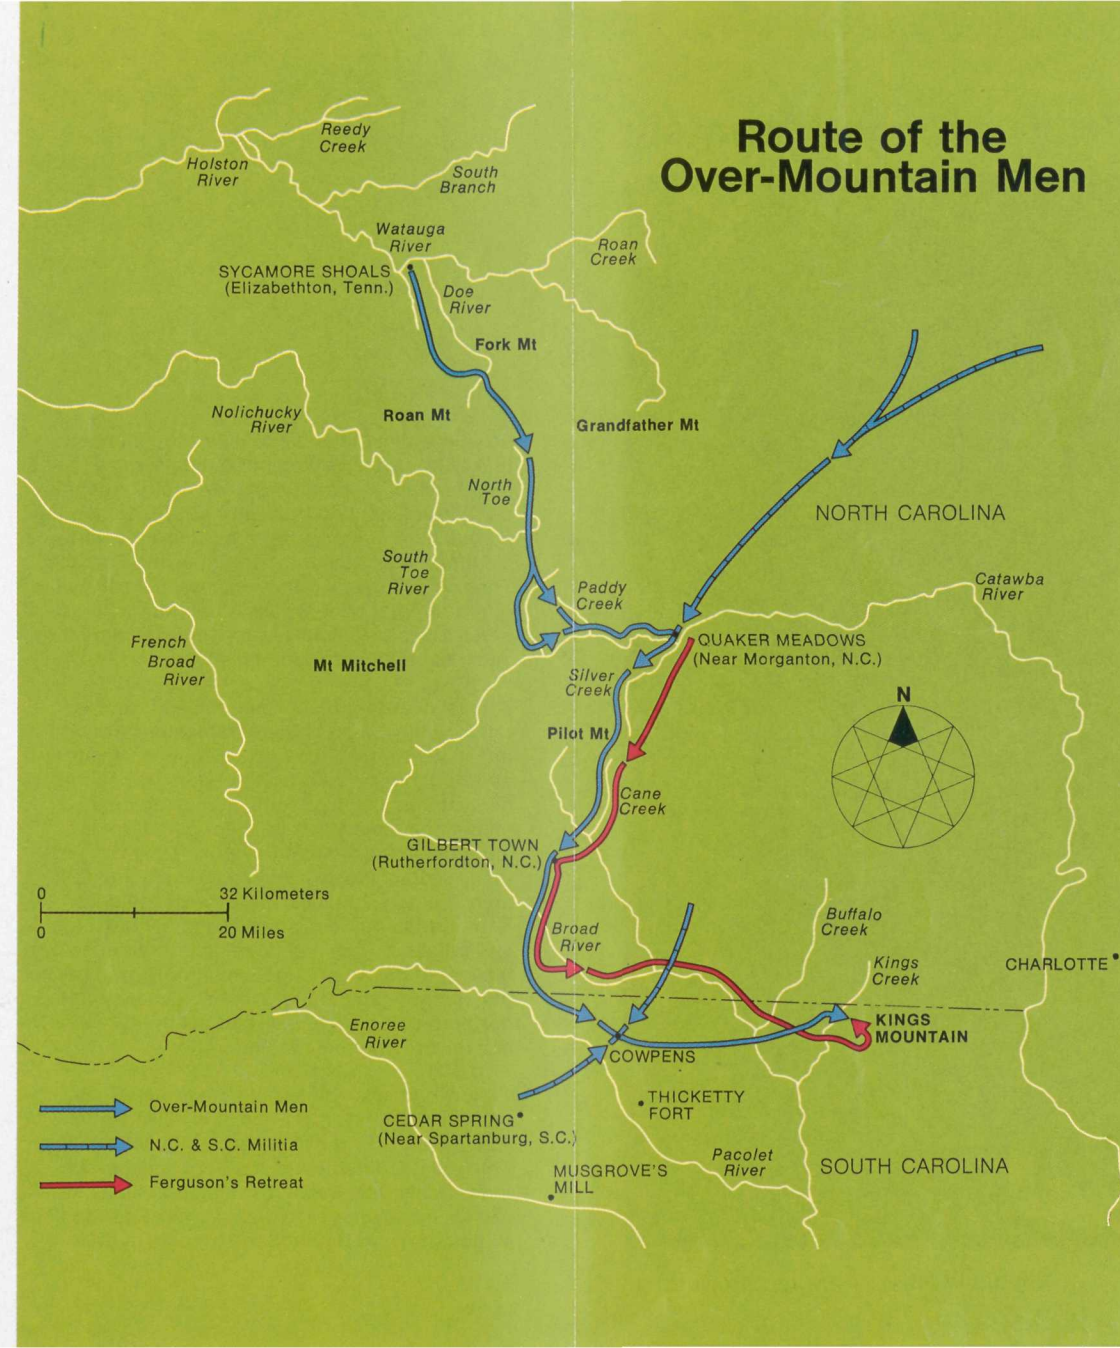 Route of the
Over-Mountain Men
Reedy
Creek
Holston
River
South
Branch
Watauga
River
Roan
Creek
SYCAMORE SHOALS
(Elizabethton, Tenn.)
Doe
River
Fork Mt
Roan Mt
Grandfather Mt
Nolichucky
River
North
Toe
NORTH CAROLINA
South
Toe
River
Paddy
Creek
Catawba
River
French
Broad
River
Mt Mitchell
QUAKER MEADOWS
(Near Morganton, N.C.)
Silver
Creek
N
Pilot Mt
Cane
Creek
GILBERT TOWN
(Rutherfordton, N.C.)
0 32 Kilometers
0 20 Miles
Broad
River
Buffalo
Creek
Kings
Creek
CHARLOTTE
Enoree
River
KINGS
MOUNTAIN
COWPENS
THICKETTY
FORT
CEDAR SPRING
(Near Spartanburg, S.C.)
Pacolet
River
SOUTH CAROLINA
MUSGROVE'S
MILL
Over-Mountain Men
N.C. & S.C. Militia
Ferguson's Retreat